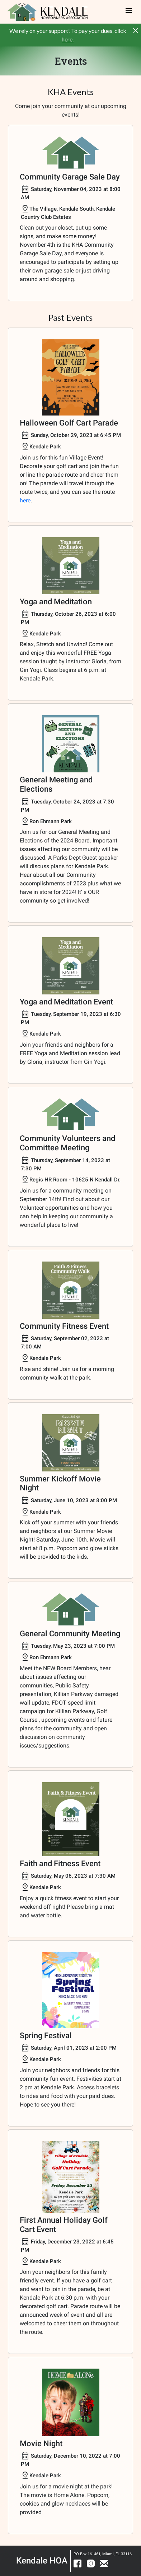 KENDALE
HOMEOWNERS ASSOCIATION
We rely on your support! To pay your dues, click
here.
Events
KHA Events
Come join your community at our upcoming
events!
Community Garage Sale Day
Saturday, November 04, 2023 at 8:00
AM
The Village, Kendale South, Kendale
Country Club Estates
Clean out your closet, put up some
signs, and make some money!
November 4th is the KHA Community
Garage Sale Day, and everyone is
encouraged to participate by setting up
their own garage sale or just driving
around and shopping.
Past Events
HALLOWEEN
GOLF CART
PARADE
Halloween Golf Cart Parade
Sunday, October 29, 2023 at 6:45 PM
Kendale Park
Join us for this fun Village Event!
Decorate your golf cart and join the fun
or line the parade route and cheer them
on! The parade will travel through the
route twice, and you can see the route
here.
Yoga and
Meditation
Yoga and Meditation
Thursday, October 26, 2023 at 6:00
PM
Kendale Park
Relax, Stretch and Unwind! Come out
and enjoy this wonderful FREE Yoga
session taught by instructor Gloria, from
Gin Yogi. Class begins at 6 p.m. at
Kendale Park.
GENERAL
MEETING AND
ELECTIONS
General Meeting and
Elections
Tuesday, October 24, 2023 at 7:30
PM
Ron Ehmann Park
Join us for our General Meeting and
Elections of the 2024 Board. Important
issues affecting our community will be
discussed. A Parks Dept Guest speaker
will discuss plans for Kendale Park.
Hear about all our Community
accomplishments of 2023 plus what we
have in store for 2024! It' s OUR
community so get involved!
Yoga and
Meditation
Yoga and Meditation Event
Tuesday, September 19, 2023 at 6:30
PM
Kendale Park
Join your friends and neighbors for a
FREE Yoga and Meditation session lead
by Gloria, instructor from Gin Yogi.
Community Volunteers and
Committee Meeting
Thursday, September 14, 2023 at
7:30 PM
Regis HR Room - 10625 N Kendall Dr.
Join us for a community meeting on
September 14th! Find out about our
Volunteer opportunities and how you
can help in keeping our community a
wonderful place to live!
Faith & Fitness
Community Walk
Community Fitness Event
Saturday, September 02, 2023 at
7:00 AM
Kendale Park
Rise and shine! Join us for a morning
community walk at the park.
MOVIE
NIGHT
Summer Kickoff Movie
Night
Saturday, June 10, 2023 at 8:00 PM
Kendale Park
Kick off your summer with your friends
and neighbors at our Summer Movie
Night! Saturday, June 10th. Movie will
start at 8 p.m. Popcorn and glow sticks
will be provided to the kids.
General Community Meeting
Tuesday, May 23, 2023 at 7:00 PM
Ron Ehmann Park
Meet the NEW Board Members, hear
about issues affecting our
communities, Public Safety
presentation, Killian Parkway damaged
wall update, FDOT speed limit
change for Killian Parkway, Golf
Course , upcoming events and future
plans for the community and open
discussion on community
issues/suggestions.
Faith & Fitness Event
Faith and Fitness Event
Saturday, May 06, 2023 at 7:30 AM
Kendale Park
Enjoy a quick fitness event to start your
weekend off right! Please bring a mat
and water bottle.
Spring
Festival
Spring Festival
Saturday, April 01, 2023 at 2:00 PM
Kendale Park
Join your neighbors and friends for this
community fun event. Festivities start at
2 pm at Kendale Park. Access bracelets
to rides and food with your paid dues.
Hope to see you there!
Village of Kendale
Holiday
Golf Cart Parade
Friday, December 23
First Annual Holiday Golf
Cart Event
Friday, December 23, 2022 at 6:45
PM
Kendale Park
Join your neighbors for this family
friendly event. If you have a golf cart
and want to join in the parade, be at
Kendale Park at 6:30 p.m. with your
decorated golf cart. Parade route will be
announced week of event and all are
welcomed to cheer them on throughout
the route.
HOME ALONE
Movie Night
Saturday, December 10, 2022 at 7:00
PM
Kendale Park
Join us for a movie night at the park!
The movie is Home Alone. Popcorn,
cookies and glow necklaces will be
provided
Kendale HOA
PO Box 161461, Miami, FL 33116